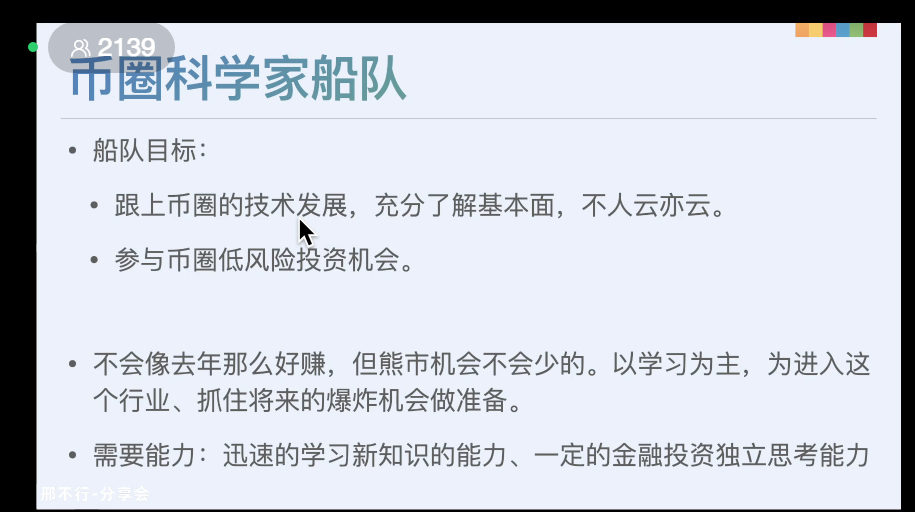 2139
币圈科学家船队
• 船队目标：
• 跟上币圈的技术发展，充分了解基本面，不人云亦云。
• 参与币圈低风险投资机会。
• 不会像去年那么好赚，但熊市机会不会少的。以学习为主，为进入这
个行业、抓住将来的爆炸机会做准备。
• 需要能力：迅速的学习新知识的能力、一定的金融投资独立思考能力
邢不行-分享会